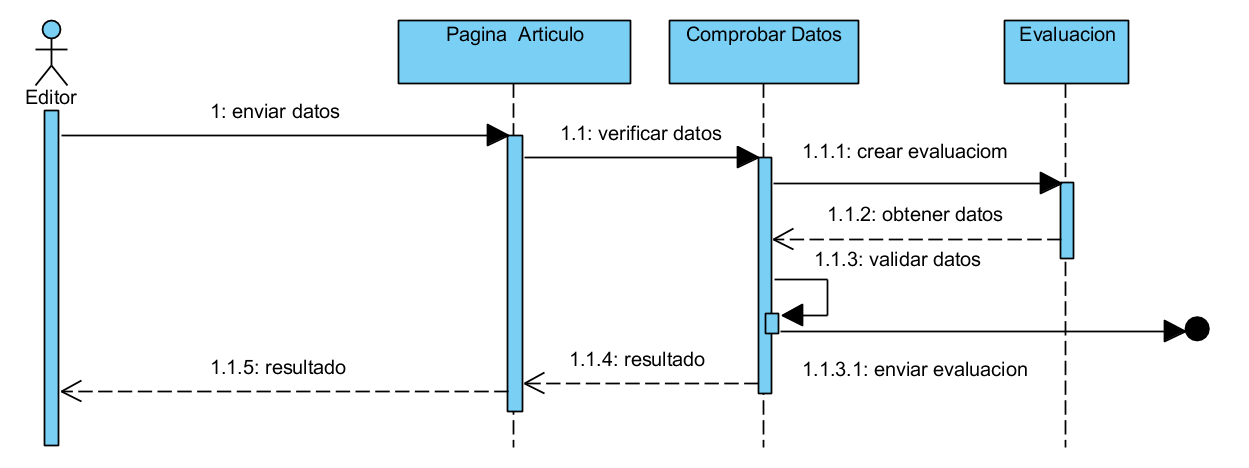 Pagina Articulo
Comprobar Datos
Evaluacion
Editor
1: enviar datos
1.1: verificar datos
1.1.1: crear evaluaciom
1.1.2: obtener datos
1.1.3: validar datos
1.1.4: resultado
1.1.5: resultado
1.1.3.1: enviar evaluacion